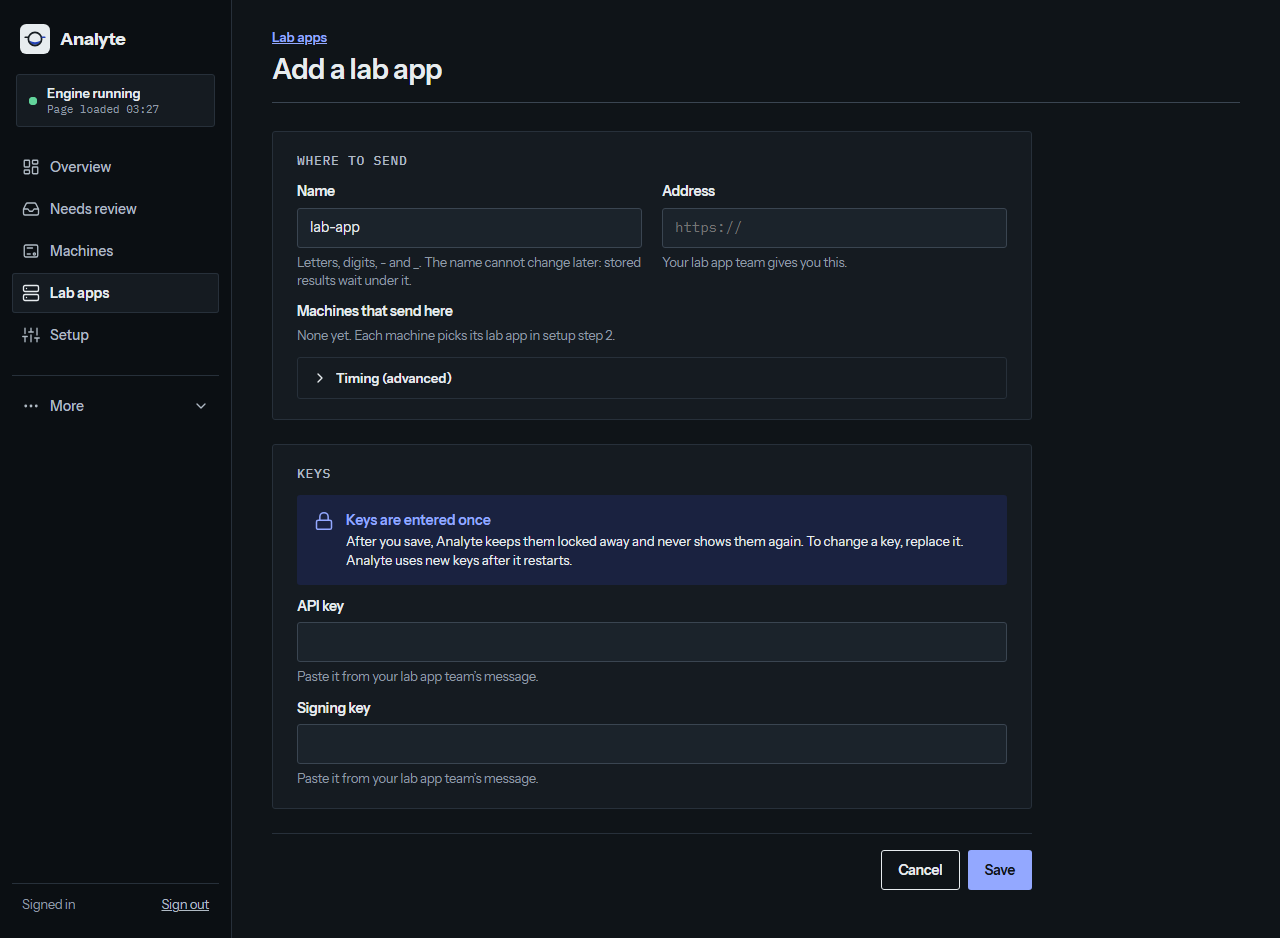 Analyte
Engine running
Page loaded 03:27
Overview
Needs review
Machines
Lab apps
Setup
More
Signed in
Sign out
Lab apps
Add a lab app
WHERE TO SEND
Name
Address
lab-app
https://
Letters, digits, - and _. The name cannot change later: stored
results wait under it.
Your lab app team gives you this.
Machines that send here
None yet. Each machine picks its lab app in setup step 2.
Timing (advanced)
KEYS
Keys are entered once
After you save, Analyte keeps them locked away and never shows them again. To change a key, replace it.
Analyte uses new keys after it restarts.
API key
Paste it from your lab app team's message.
Signing key
Paste it from your lab app team's message.
Cancel
Save